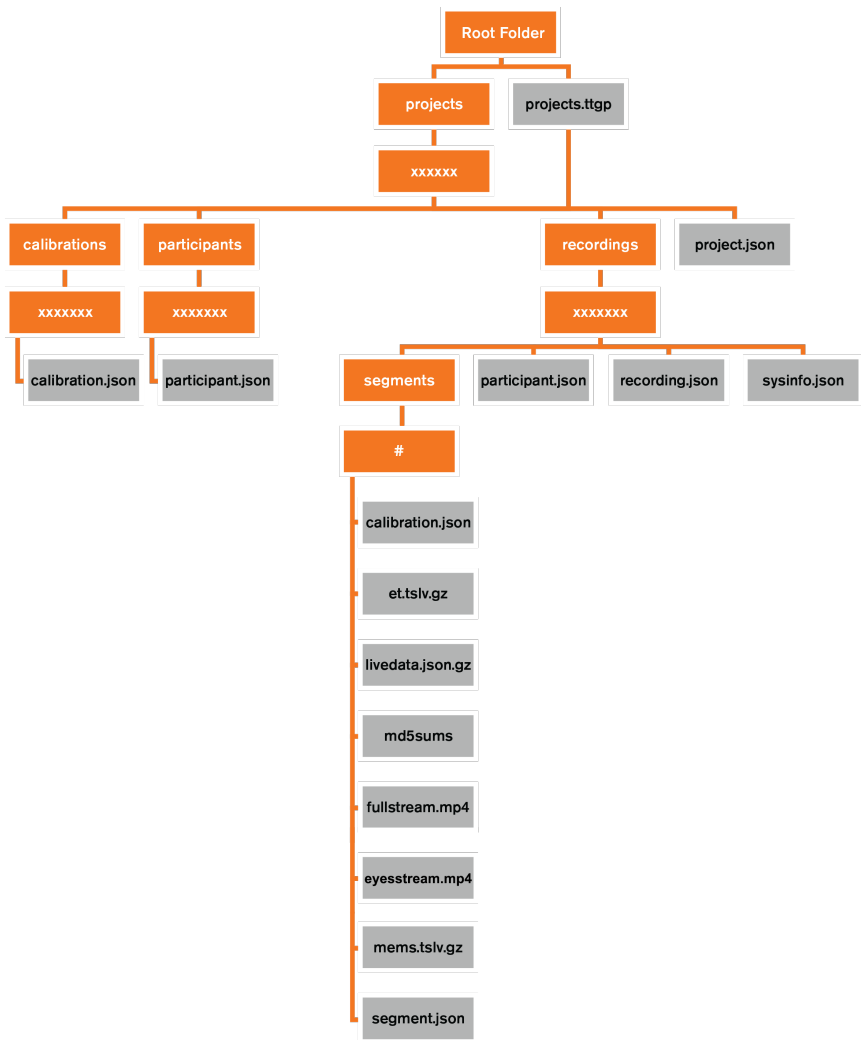 Root Folder
projects
projects.ttgp
xxxxxx
calibrations
participants
recordings
project.json
xxxxxxx
xxxxxxx
xxxxxxx
calibration.json
participant.json
segments
participant.json
recording.json
sysinfo.json
#
calibration.json
et.tslv.gz
livedata.json.gz
md5sums
fullstream.mp4
eyesstream.mp4
mems.tslv.gz
segment.json